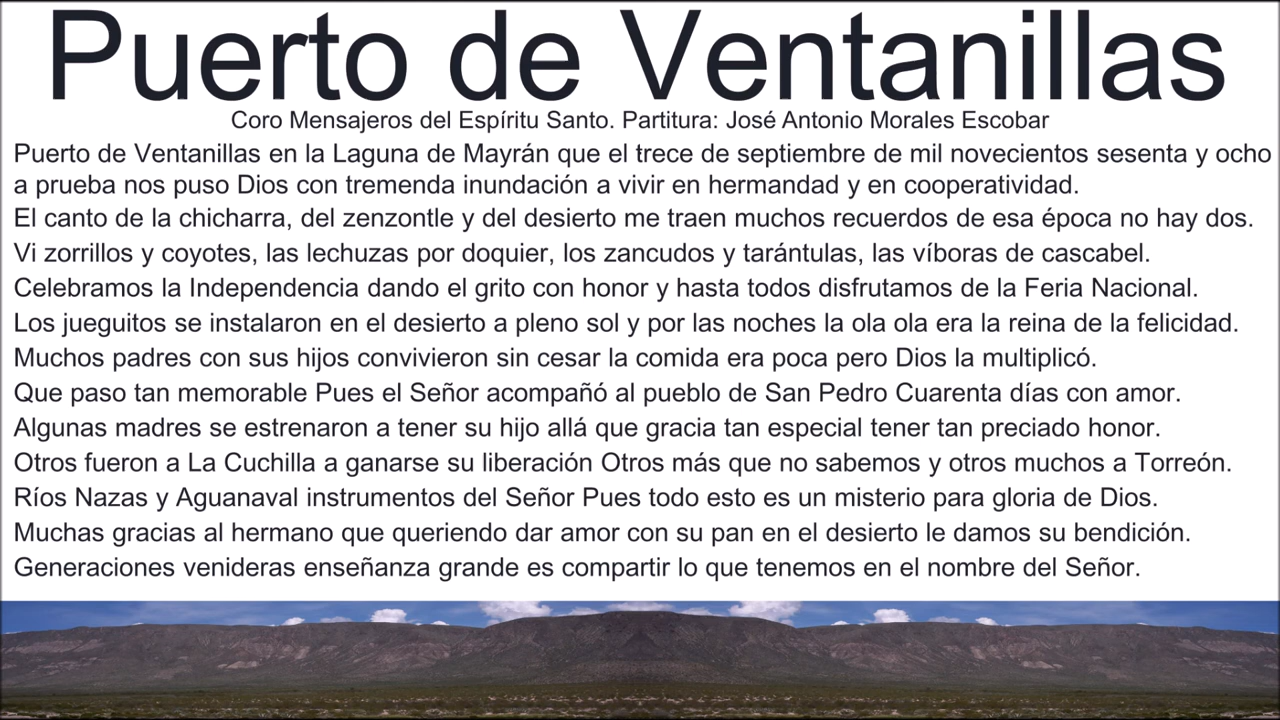 Puerto de Ventanillas
Coro Mensajeros del Espíritu Santo. Partitura: José Antonio Morales Escobar
Puerto de Ventanillas en la Laguna de Mayrán que el trece de septiembre de mil novecientos sesenta y ocho
a prueba nos puso Dios con tremenda inundación a vivir en hermandad y en cooperatividad.
El canto de la chicharra, del zenzontle y del desierto me traen muchos recuerdos de esa época no hay dos.
Vi zorrillos y coyotes, las lechuzas por doquier, los zancudos y tarántulas, las víboras de cascabel.
Celebramos la Independencia dando el grito con honor y hasta todos disfrutamos de la Feria Nacional.
Los jueguitos se instalaron en el desierto a pleno sol y por las noches la ola ola era la reina de la felicidad.
Muchos padres con sus hijos convivieron sin cesar la comida era poca pero Dios la multiplicó.
Que paso tan memorable Pues el Señor acompañó al pueblo de San Pedro Cuarenta días con amor.
Algunas madres se estrenaron a tener su hijo allá que gracia tan especial tener tan preciado honor.
Otros fueron a La Cuchilla a ganarse su liberación Otros más que no sabemos y otros muchos a Torreón.
Ríos Nazas y Aguanaval instrumentos del Señor Pues todo esto es un misterio para gloria de Dios.
Muchas gracias al hermano que queriendo dar amor con su pan en el desierto le damos su bendición.
Generaciones venideras enseñanza grande es compartir lo que tenemos en el nombre del Señor.